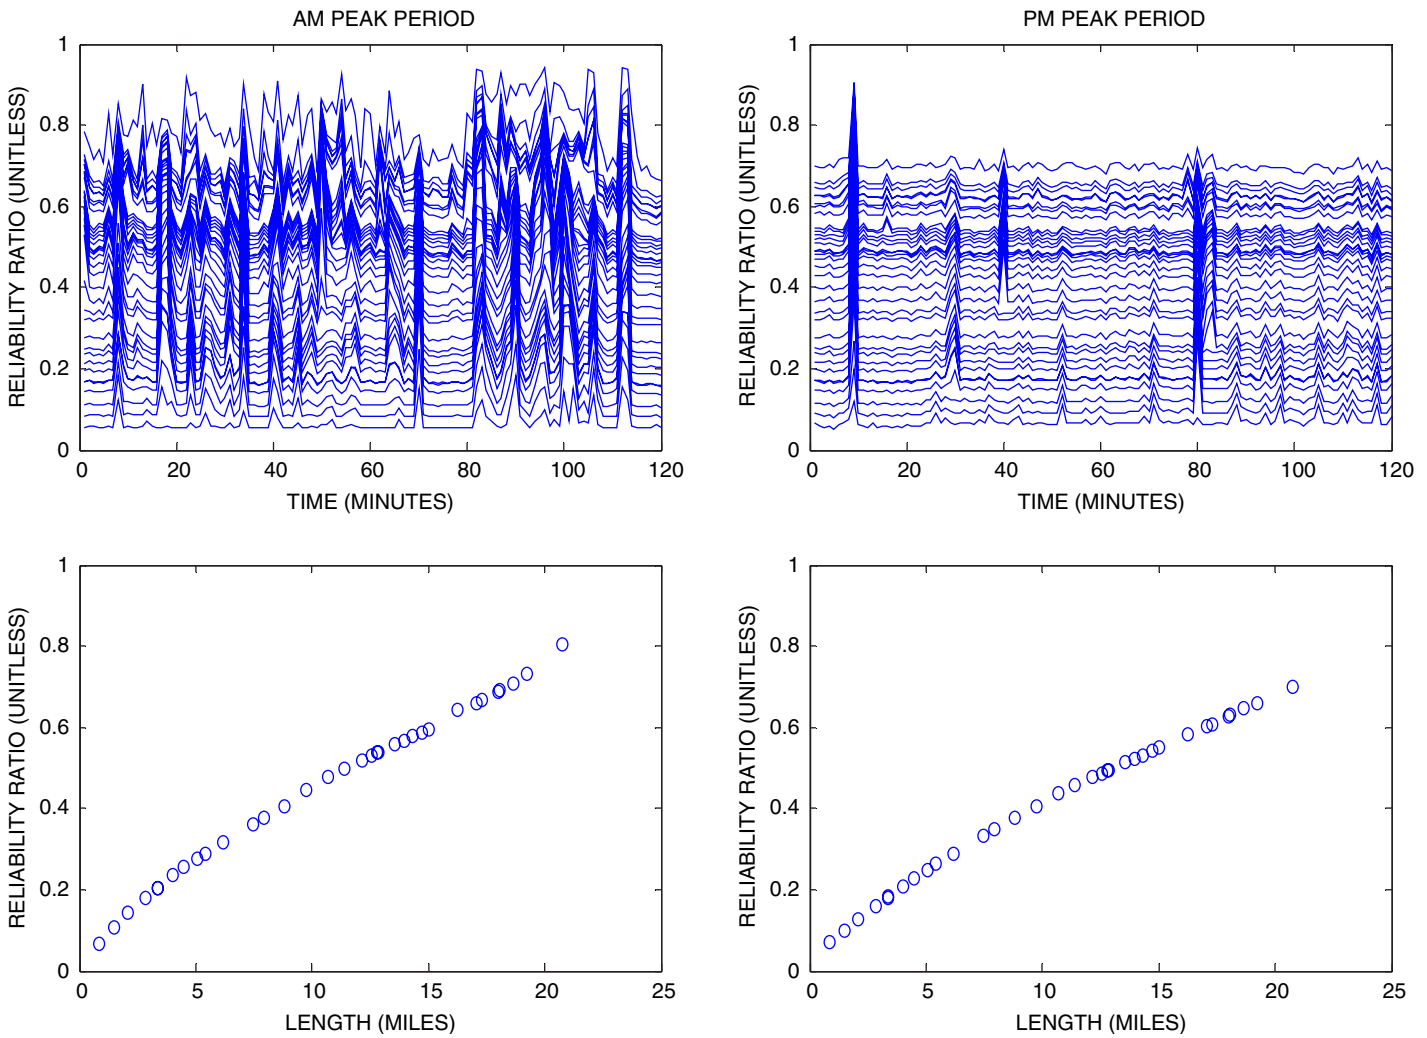 AM PEAK PERIOD
RELIABILITY RATIO (UNITLESS)
1
0.8
0.6
0.4
0.2
0
0 20 40 60 80 100 120
TIME (MINUTES)
PM PEAK PERIOD
RELIABILITY RATIO (UNITLESS)
1
0.8
0.6
0.4
0.2
0
0 20 40 60 80 100 120
TIME (MINUTES)
RELIABILITY RATIO (UNITLESS)
1
0.8
0.6
0.4
0.2
0
0 5 10 15 20 25
LENGTH (MILES)
RELIABILITY RATIO (UNITLESS)
1
0.8
0.6
0.4
0.2
0
0 5 10 15 20 25
LENGTH (MILES)